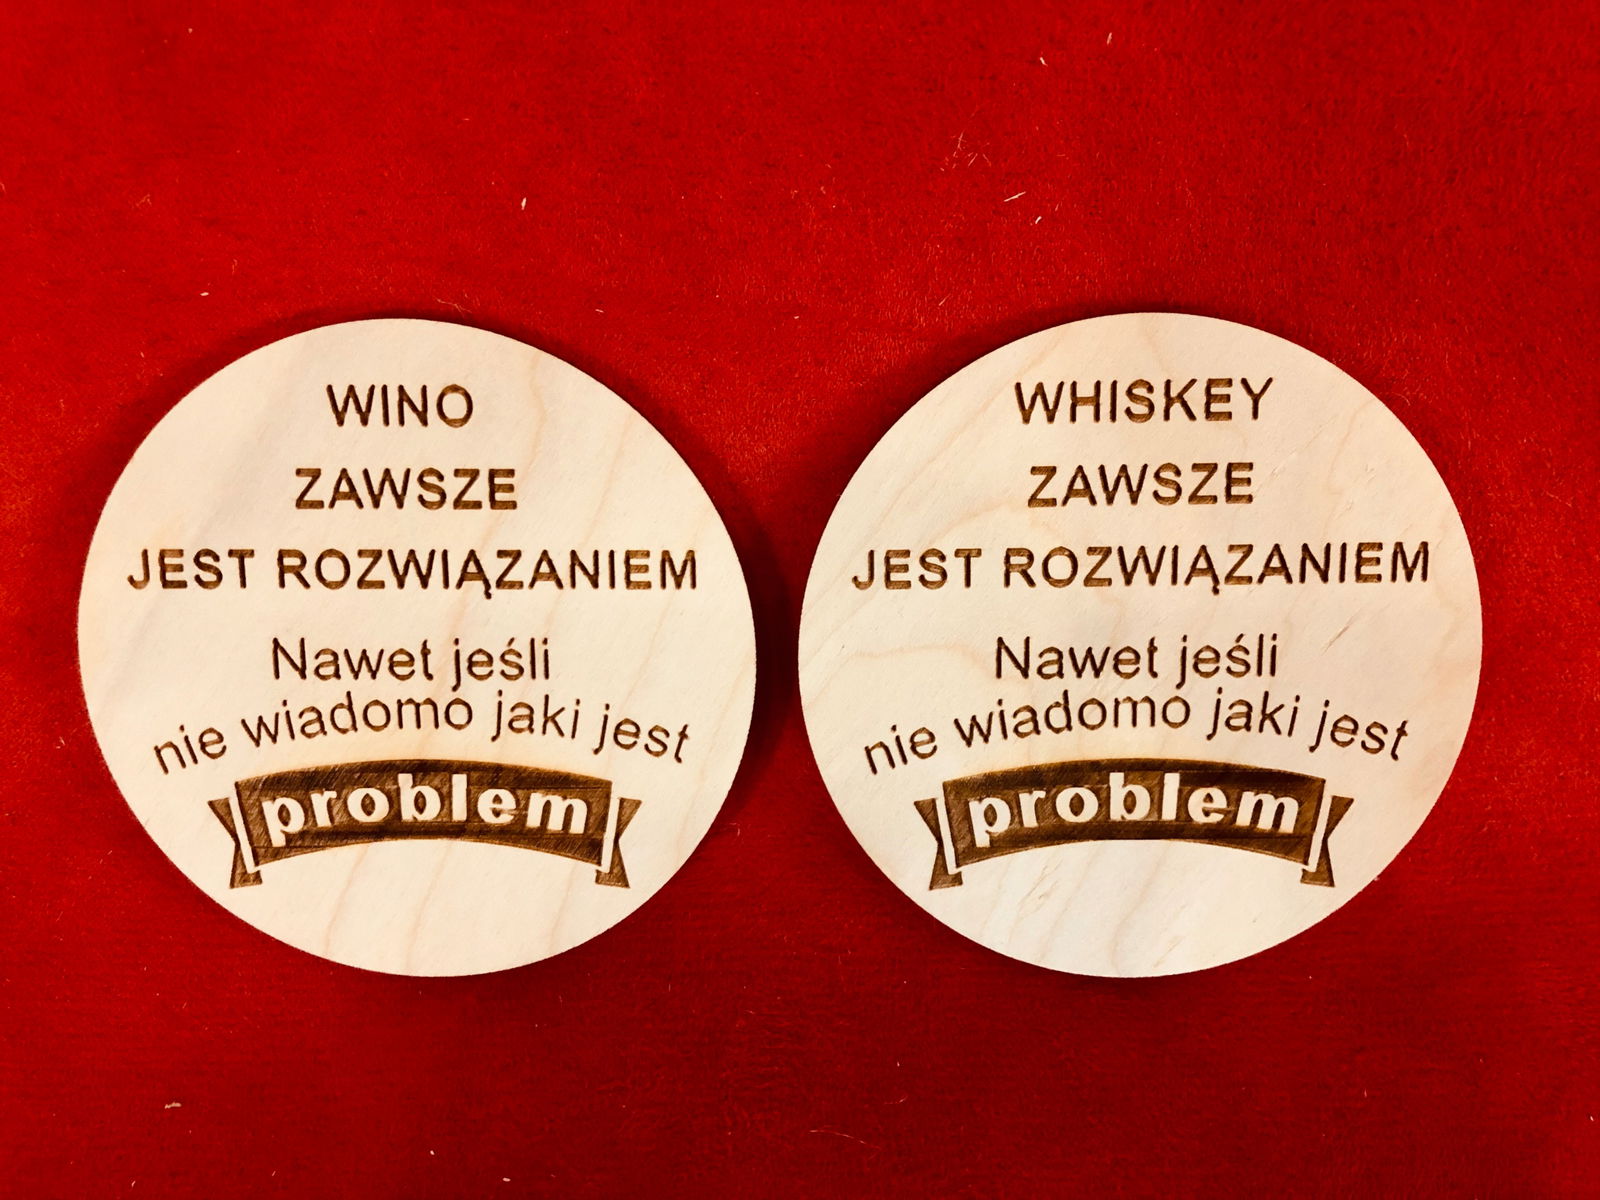 WINO
ZAWSZE
JEST ROZWIĄZANIEM
Nawet jeśli
nie wiadomo jaki jest
problem
WHISKEY
ZAWSZE
JEST ROZWIĄZANIEM
Nawet jeśli
nie wiadomo jaki jest
problem